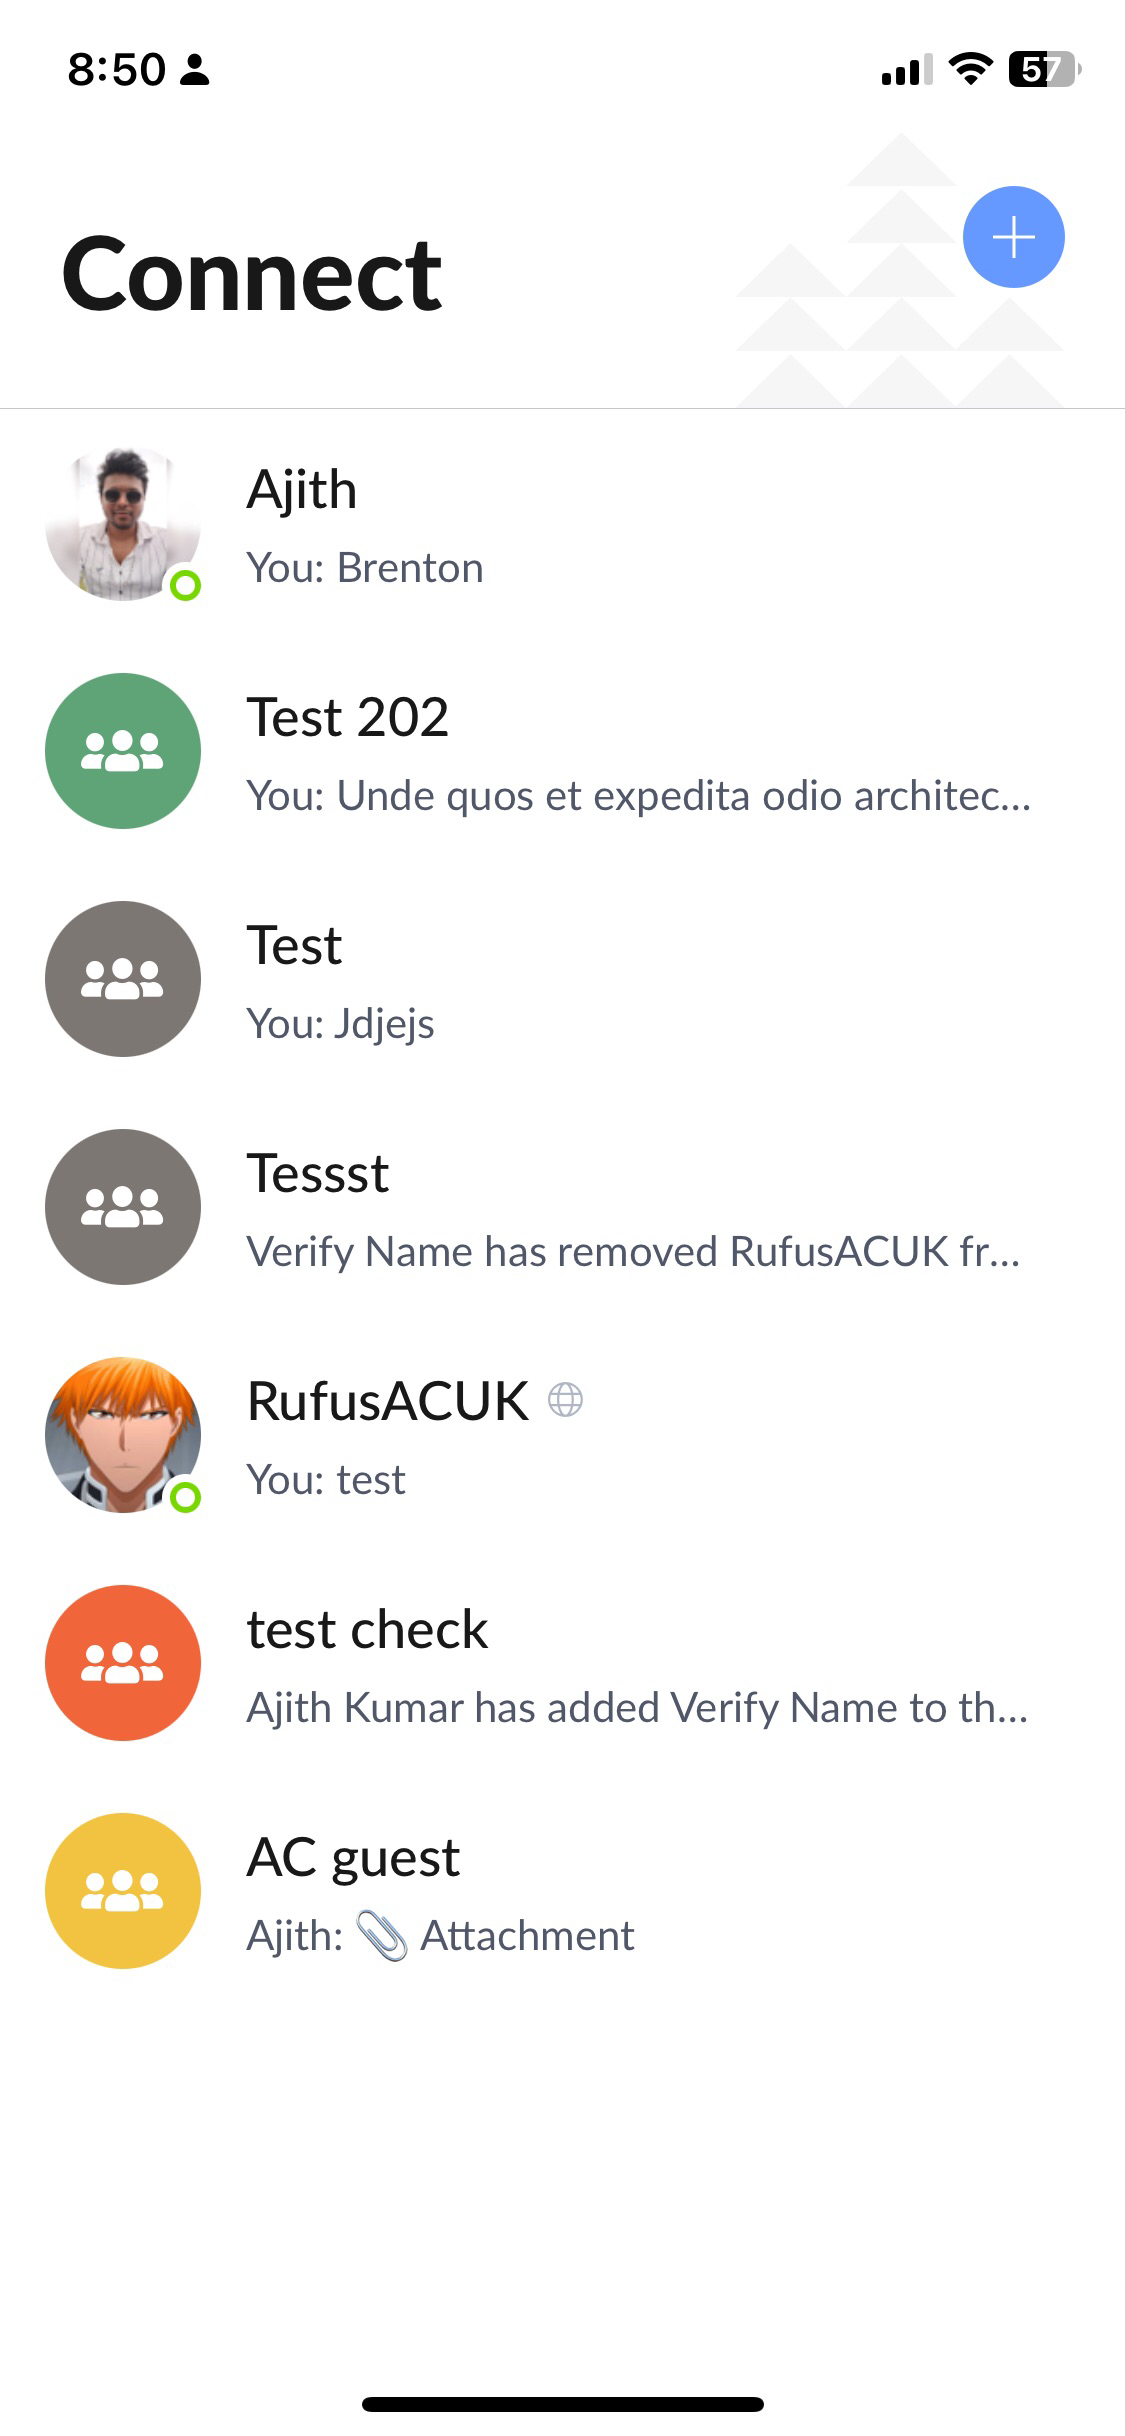 8:50
57
Connect
Ajith
You: Brenton
Test 202
You: Unde quos et expedita odio architec...
Test
You: Jdjejs
Tessst
Verify Name has removed RufusACUK fr...
RufusACUK
You: test
test check
Ajith Kumar has added Verify Name to th...
AC guest
Ajith: 📎 Attachment